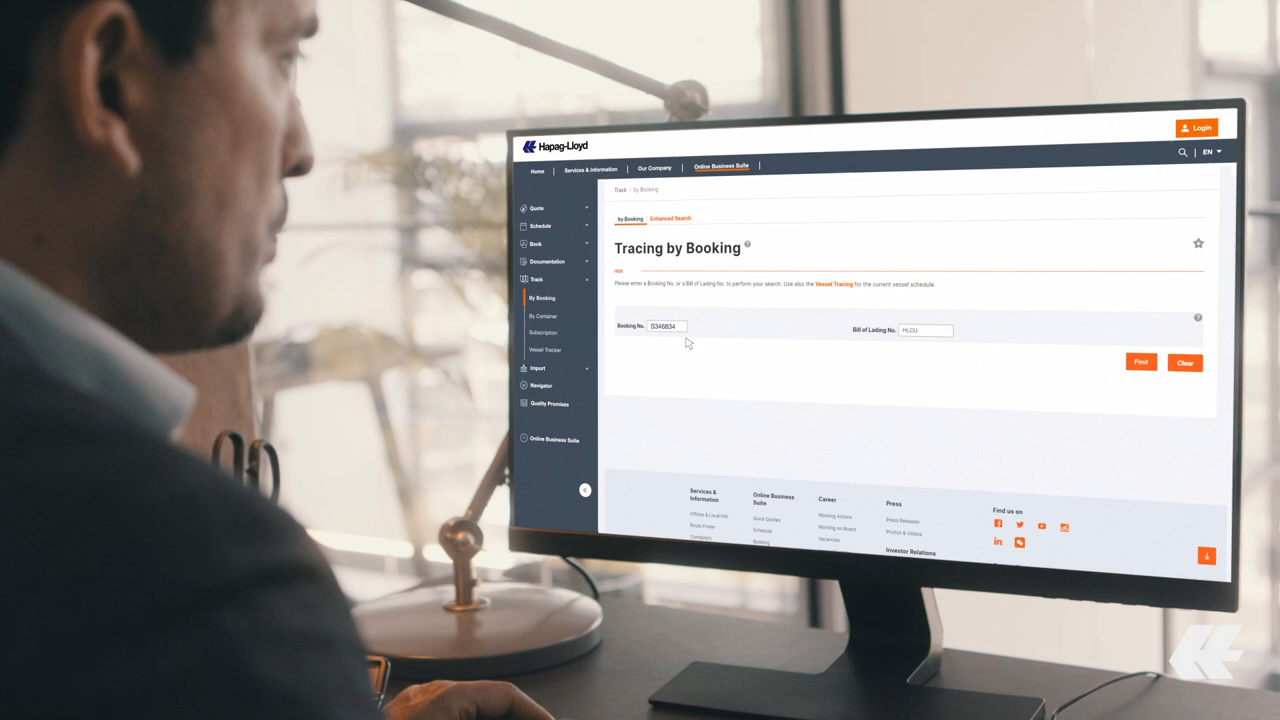 Hapag-Lloyd
Login
Home | Services & Information | Our Company | Online Business Suite |
EN
Quote
Schedule
Book
Documentation
Track
By Booking
By Container
Subscription
Vessel Tracker
Import
Navigator
Quality Promises
Online Business Suite
Track › by Booking
by Booking Enhanced Search
Tracing by Booking
Please enter a Booking No. or a Bill of Lading No. to perform your search. Use also the Vessel Tracing for the current vessel schedule.
Booking No. S346834
Bill of Lading No. HLCU
Find Clear
Services & Information
Offices & Local Info
Route Finder
Containers
Online Business Suite
Quick Quotes
Schedule
Booking
Career
Working Ashore
Working on Board
Vacancies
Press
Press Releases
Photos & Videos
Investor Relations
Find us on